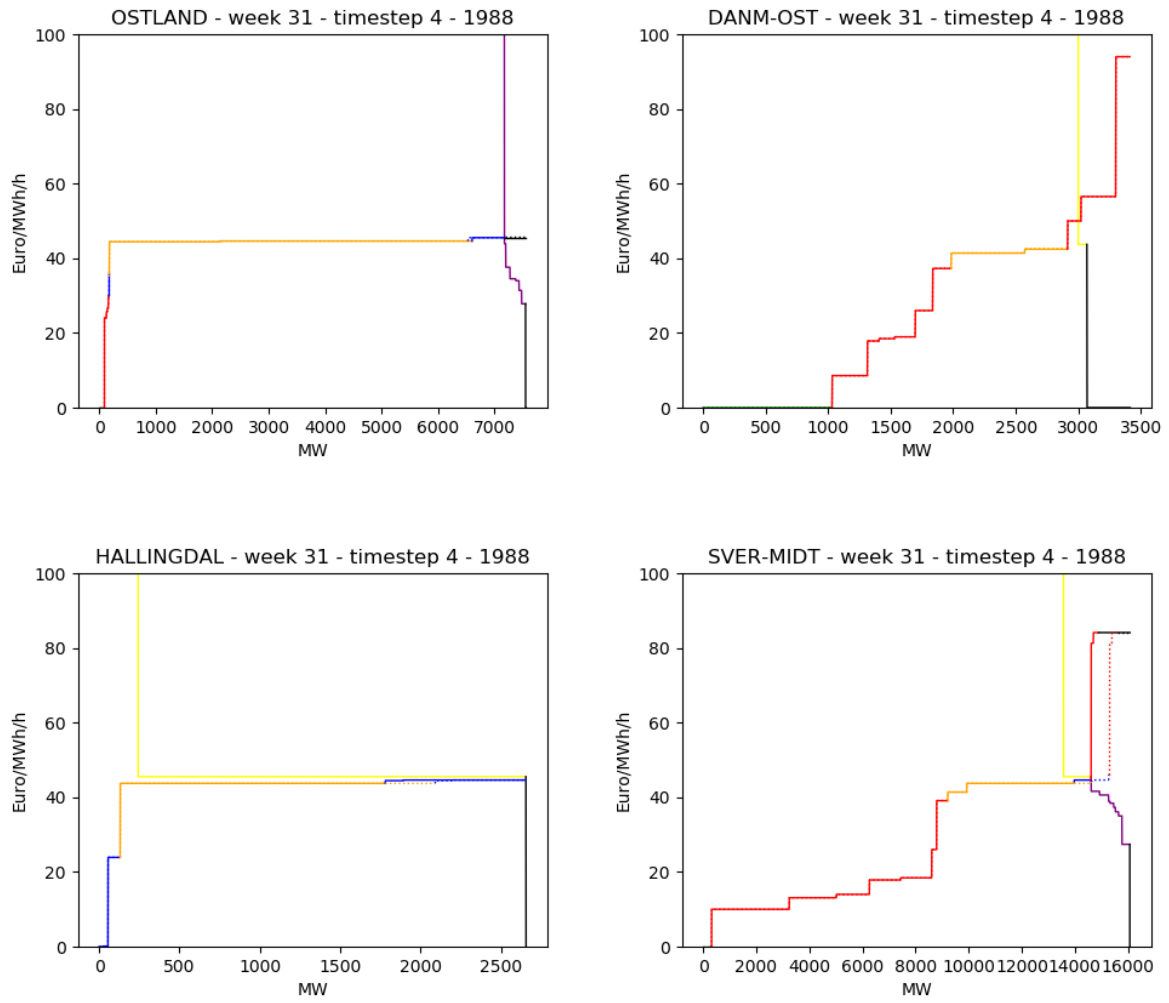 OSTLAND - week 31 - timestep 4 - 1988
100
80
60
40
20
0
Euro/MWh/h
0 1000 2000 3000 4000 5000 6000 7000
MW
DANM-OST - week 31 - timestep 4 - 1988
100
80
60
40
20
0
Euro/MWh/h
0 500 1000 1500 2000 2500 3000 3500
MW
HALLINGDAL - week 31 - timestep 4 - 1988
100
80
60
40
20
0
Euro/MWh/h
0 500 1000 1500 2000 2500
MW
SVER-MIDT - week 31 - timestep 4 - 1988
100
80
60
40
20
0
Euro/MWh/h
0 2000 4000 6000 8000 10000 12000 14000 16000
MW